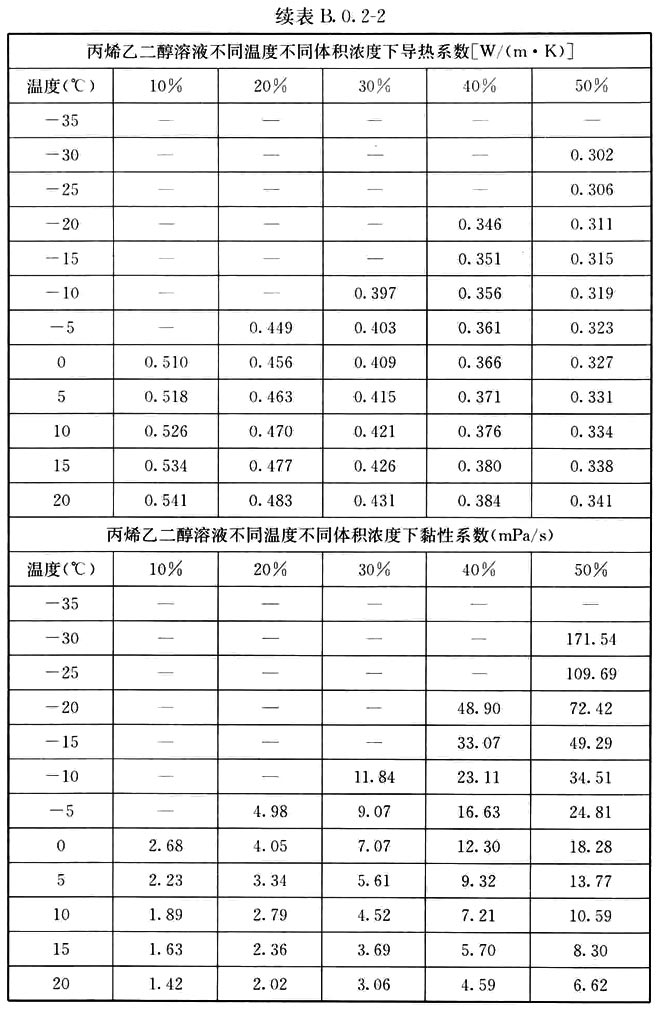 续表 B.0.2-2
丙烯乙二醇溶液不同温度不同体积浓度下导热系数[W/(m·K)]
温度(℃) 10% 20% 30% 40% 50%
-35 — — — — —
-30 — — — — 0.302
-25 — — — — 0.306
-20 — — — 0.346 0.311
-15 — — — 0.351 0.315
-10 — — 0.397 0.356 0.319
-5 — 0.449 0.403 0.361 0.323
0 0.510 0.456 0.409 0.366 0.327
5 0.518 0.463 0.415 0.371 0.331
10 0.526 0.470 0.421 0.376 0.334
15 0.534 0.477 0.426 0.380 0.338
20 0.541 0.483 0.431 0.384 0.341
丙烯乙二醇溶液不同温度不同体积浓度下黏性系数(mPa/s)
温度(℃) 10% 20% 30% 40% 50%
-35 — — — — —
-30 — — — — 171.54
-25 — — — — 109.69
-20 — — — 48.90 72.42
-15 — — — 33.07 49.29
-10 — — 11.84 23.11 34.51
-5 — 4.98 9.07 16.63 24.81
0 2.68 4.05 7.07 12.30 18.28
5 2.23 3.34 5.61 9.32 13.77
10 1.89 2.79 4.52 7.21 10.59
15 1.63 2.36 3.69 5.70 8.30
20 1.42 2.02 3.06 4.59 6.62